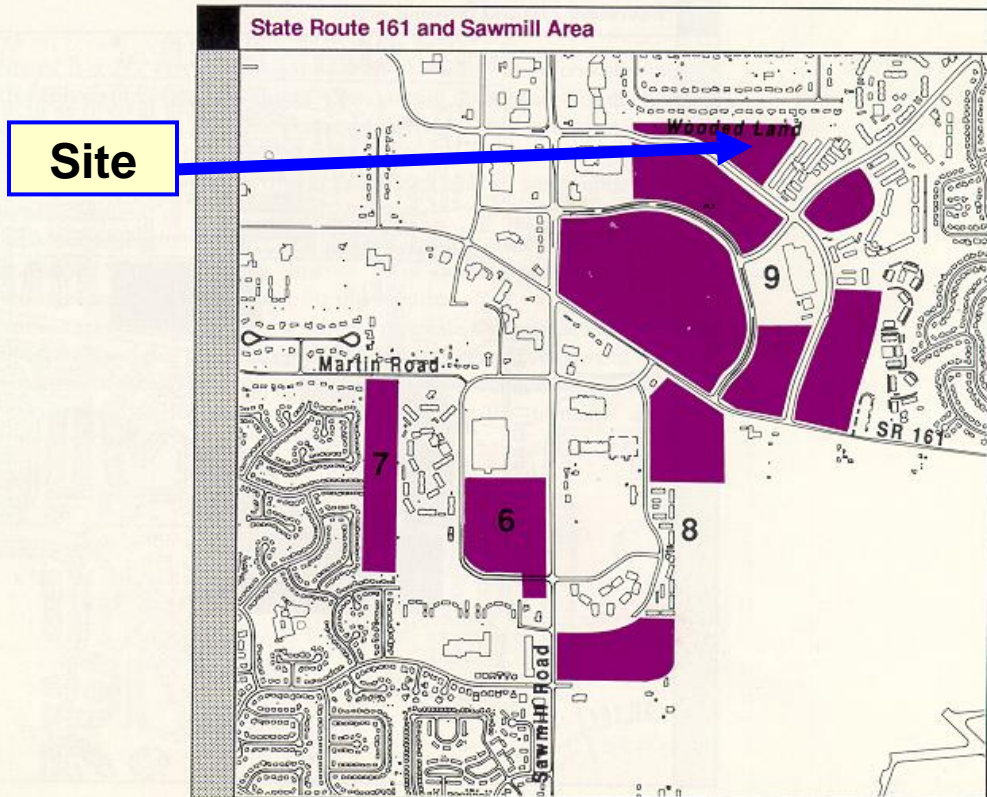 State Route 161 and Sawmill Area
Wooded Land
Site
9
Martin Road
SR 161
7
6
8
Sawmill Road